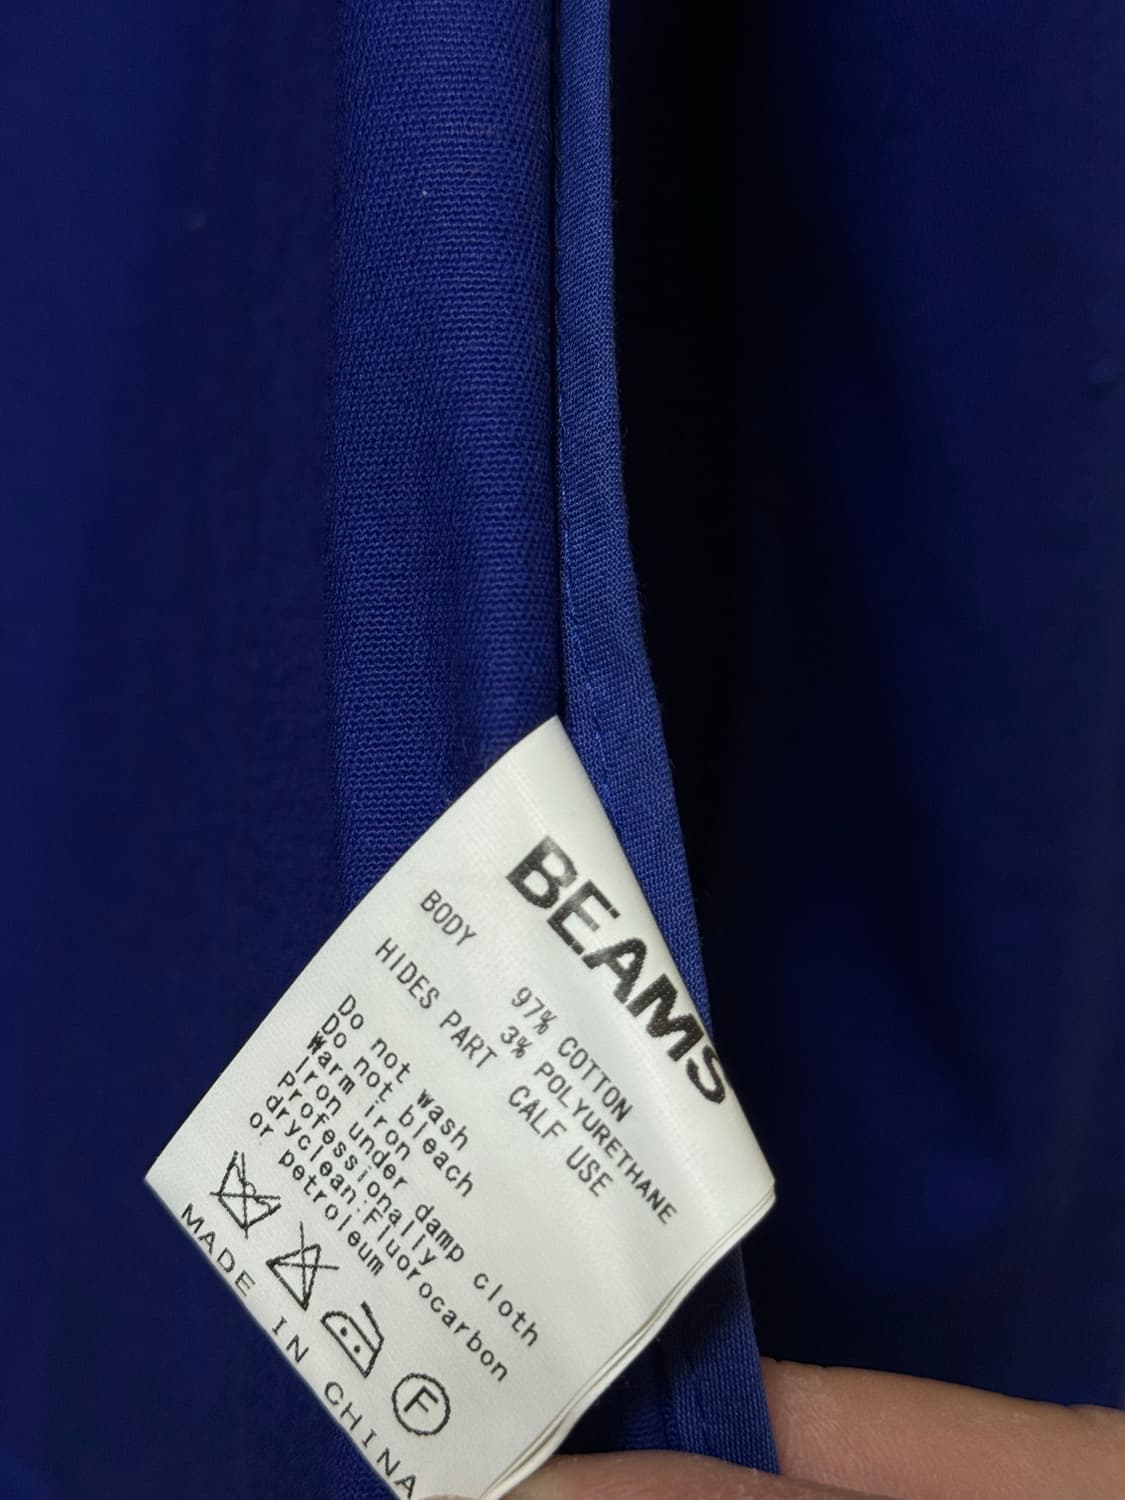 BEAMS
BODY 97% COTTON
3% POLYURETHANE
HIDES PART CALF USE
Do not wash
Do not bleach
Warm iron
Iron under damp cloth
Professionally
dryclean:Fluorocarbon
or petroleum
F
MADE IN CHINA